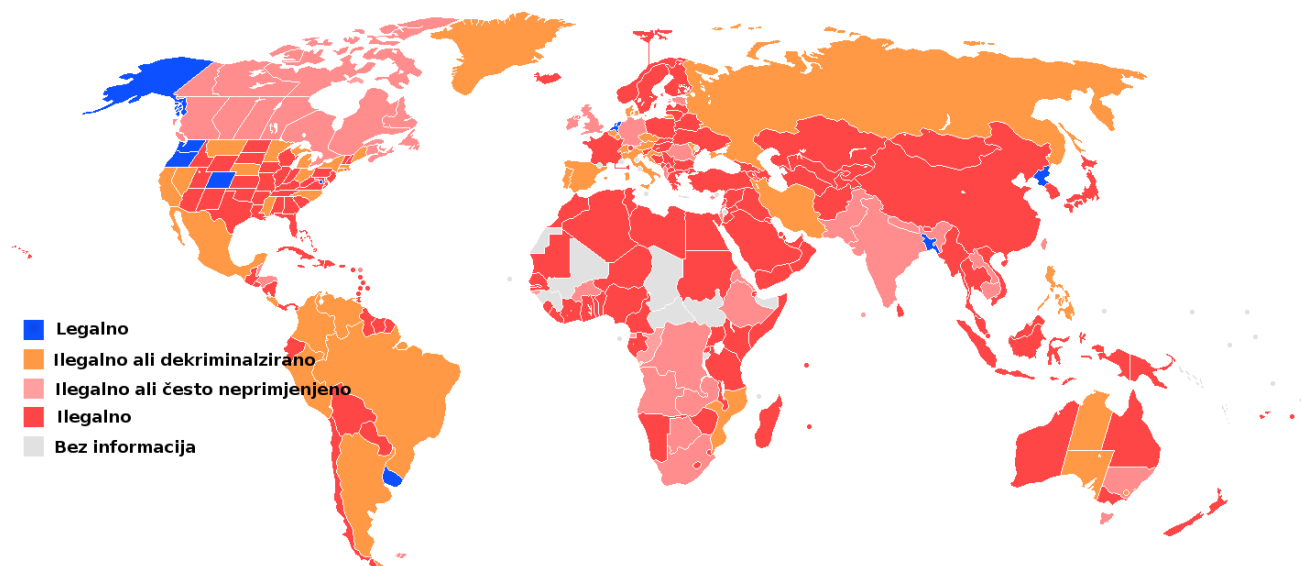 Legalno
Ilegalno ali dekriminalzirano
Ilegalno ali često neprimjenjeno
Ilegalno
Bez informacija